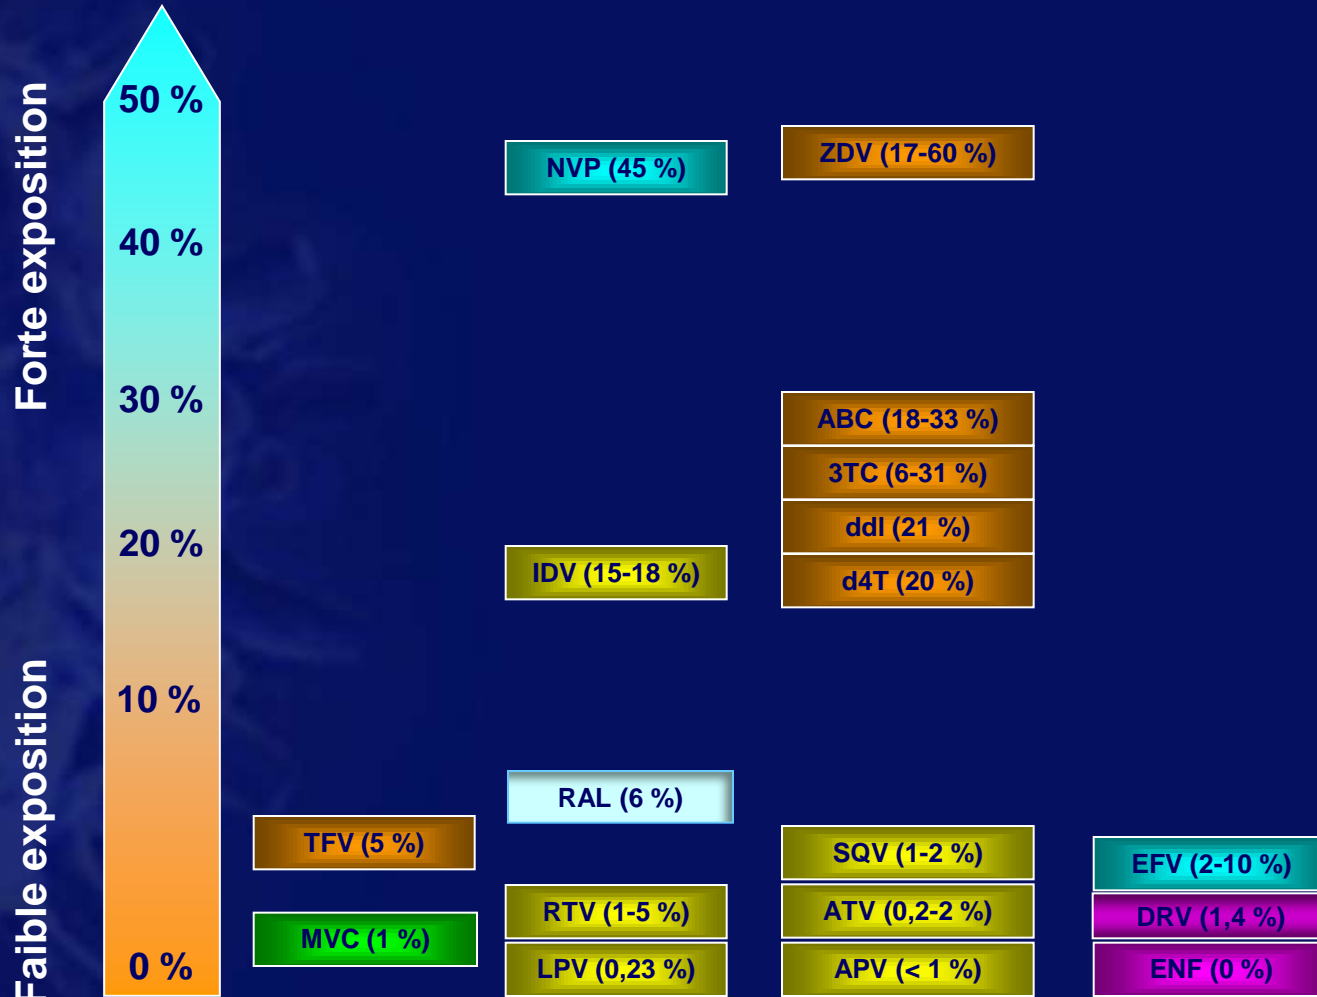 Forte exposition
Faible exposition
50 %
40 %
30 %
20 %
10 %
0 %
NVP (45 %)
ZDV (17-60 %)
ABC (18-33 %)
3TC (6-31 %)
ddI (21 %)
d4T (20 %)
IDV (15-18 %)
RAL (6 %)
TFV (5 %)
MVC (1 %)
RTV (1-5 %)
LPV (0,23 %)
SQV (1-2 %)
ATV (0,2-2 %)
APV (< 1 %)
EFV (2-10 %)
DRV (1,4 %)
ENF (0 %)